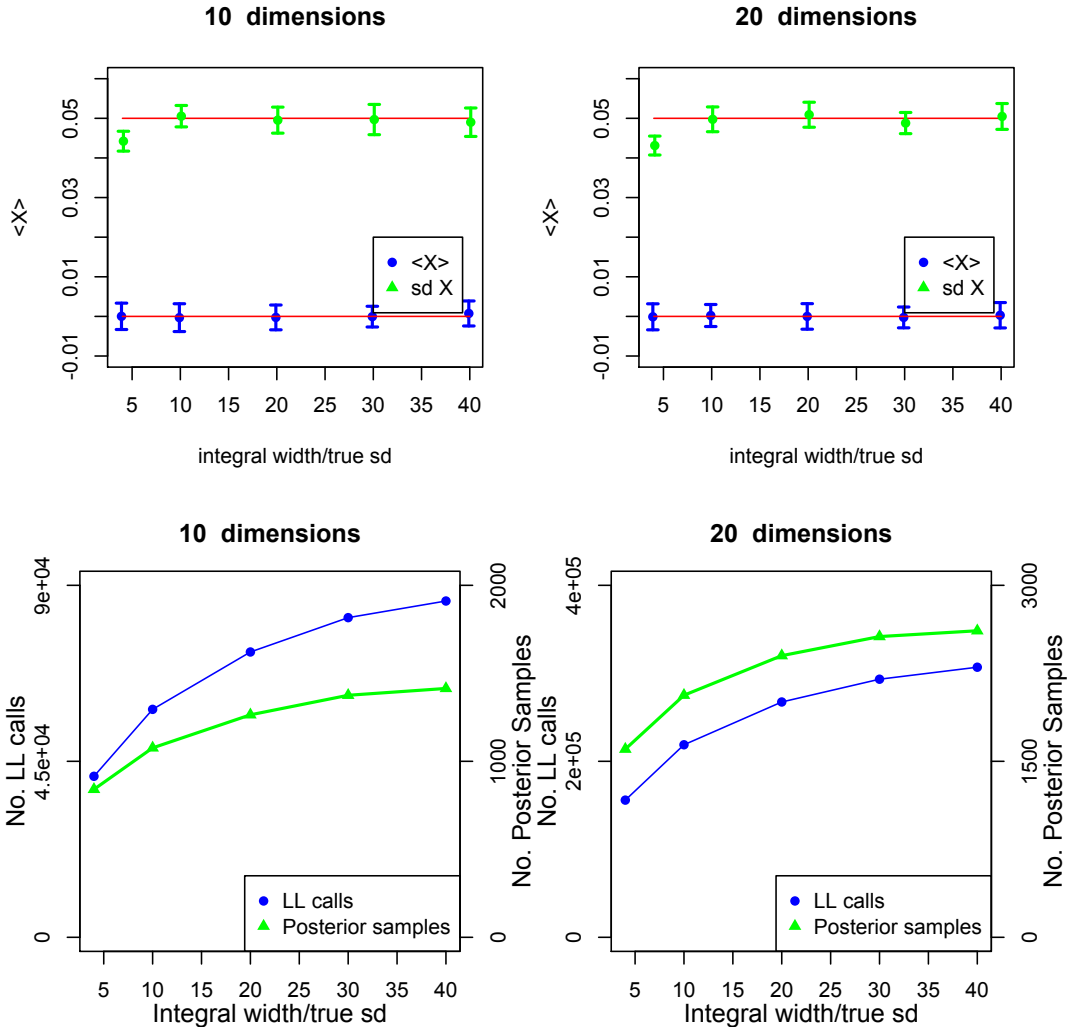 10 dimensions
<X>
0.05
0.03
0.01
-0.01
<X>
sd X
5 10 15 20 25 30 35 40
integral width/true sd
20 dimensions
<X>
0.05
0.03
0.01
-0.01
<X>
sd X
5 10 15 20 25 30 35 40
integral width/true sd
10 dimensions
No. LL calls
9e+04
4.5e+04
0
2000
1000
0
No. Posterior Samples
LL calls
Posterior samples
5 10 15 20 25 30 35 40
Integral width/true sd
20 dimensions
No. LL calls
4e+05
2e+05
0
3000
1500
0
No. Posterior Samples
LL calls
Posterior samples
5 10 15 20 25 30 35 40
Integral width/true sd